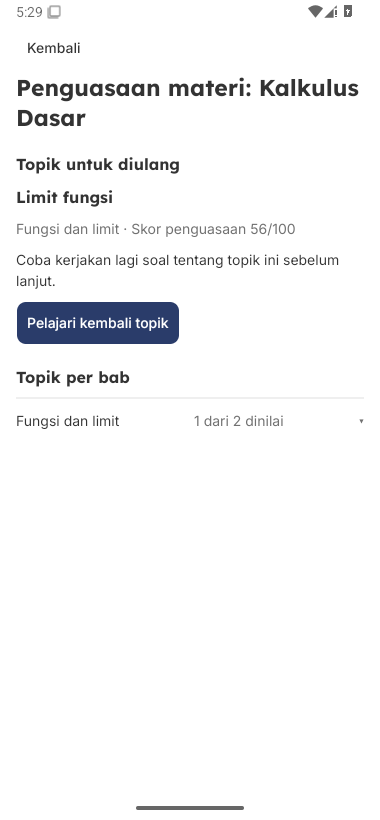 5:29
Kembali
Penguasaan materi: Kalkulus
Dasar
Topik untuk diulang
Limit fungsi
Fungsi dan limit · Skor penguasaan 56/100
Coba kerjakan lagi soal tentang topik ini sebelum
lanjut.
Pelajari kembali topik
Topik per bab
Fungsi dan limit 1 dari 2 dinilai